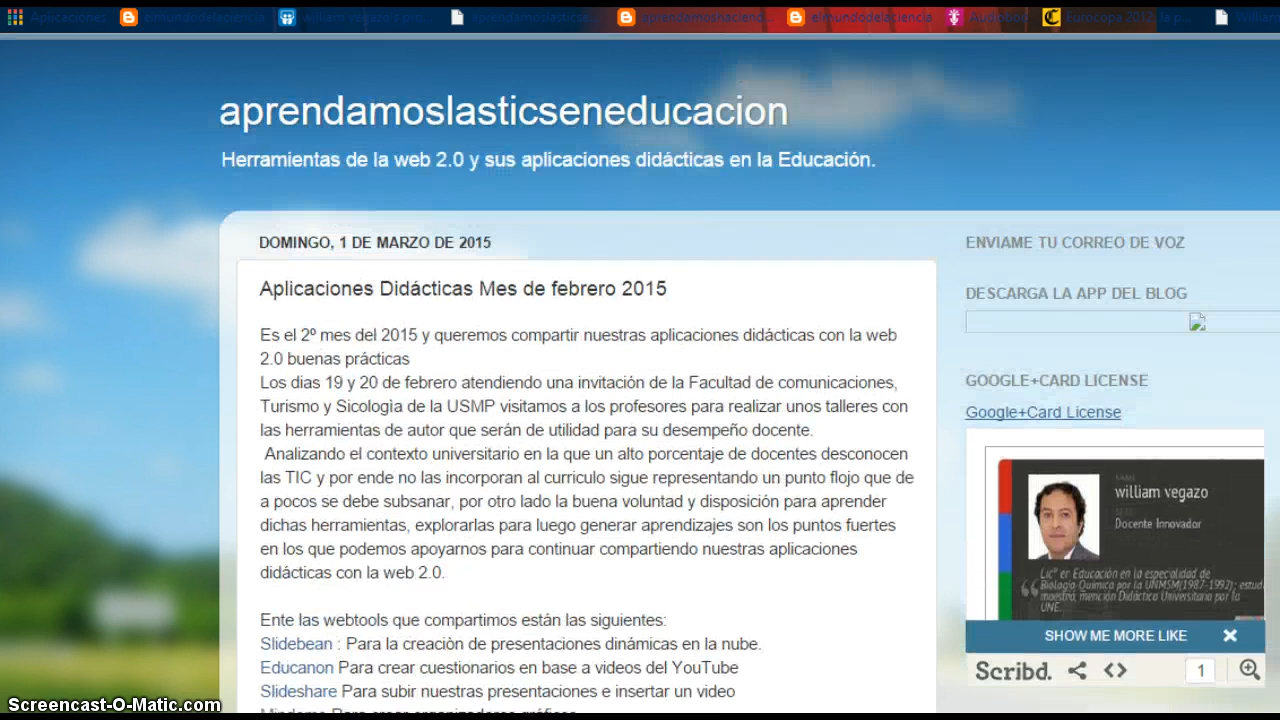 Aplicaciones elmundodelaciencia william vegazo's pro... aprendamoslasticse... aprendamoshaciend... elmundodelaciencia Audioboo Eurocopa 2012, la p... William
aprendamoslasticseneducacion
Herramientas de la web 2.0 y sus aplicaciones didácticas en la Educación.
DOMINGO, 1 DE MARZO DE 2015
Aplicaciones Didácticas Mes de febrero 2015
Es el 2º mes del 2015 y queremos compartir nuestras aplicaciones didácticas con la web
2.0 buenas prácticas
Los dias 19 y 20 de febrero atendiendo una invitación de la Facultad de comunicaciones,
Turismo y Sicologìa de la USMP visitamos a los profesores para realizar unos talleres con
las herramientas de autor que serán de utilidad para su desempeño docente.
Analizando el contexto universitario en la que un alto porcentaje de docentes desconocen
las TIC y por ende no las incorporan al curriculo sigue representando un punto flojo que de
a pocos se debe subsanar, por otro lado la buena voluntad y disposición para aprender
dichas herramientas, explorarlas para luego generar aprendizajes son los puntos fuertes
en los que podemos apoyarnos para continuar compartiendo nuestras aplicaciones
didácticas con la web 2.0.
Ente las webtools que compartimos están las siguientes:
Slidebean : Para la creaciòn de presentaciones dinámicas en la nube.
Educanon Para crear cuestionarios en base a videos del YouTube
Slideshare Para subir nuestras presentaciones e insertar un video
ENVIAME TU CORREO DE VOZ
DESCARGA LA APP DEL BLOG
GOOGLE+CARD LICENSE
Google+Card License
william vegazo
Docente Innovador
Licº er Educación en la especialidad de
Biología-Química por la UNMSM(1987-1992); estud
maestrá, mención Didáctica Universitaria por la
UNE.
SHOW ME MORE LIKE
Scribd. 1
Screencast-O-Matic.com